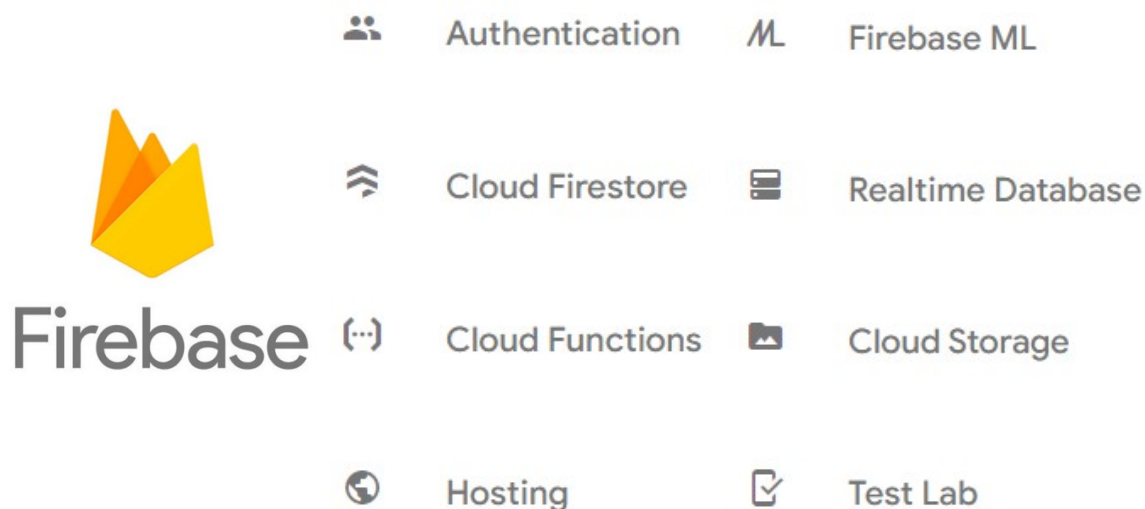 Authentication
Firebase ML
Cloud Firestore
Realtime Database
Firebase
Cloud Functions
Cloud Storage
Hosting
Test Lab